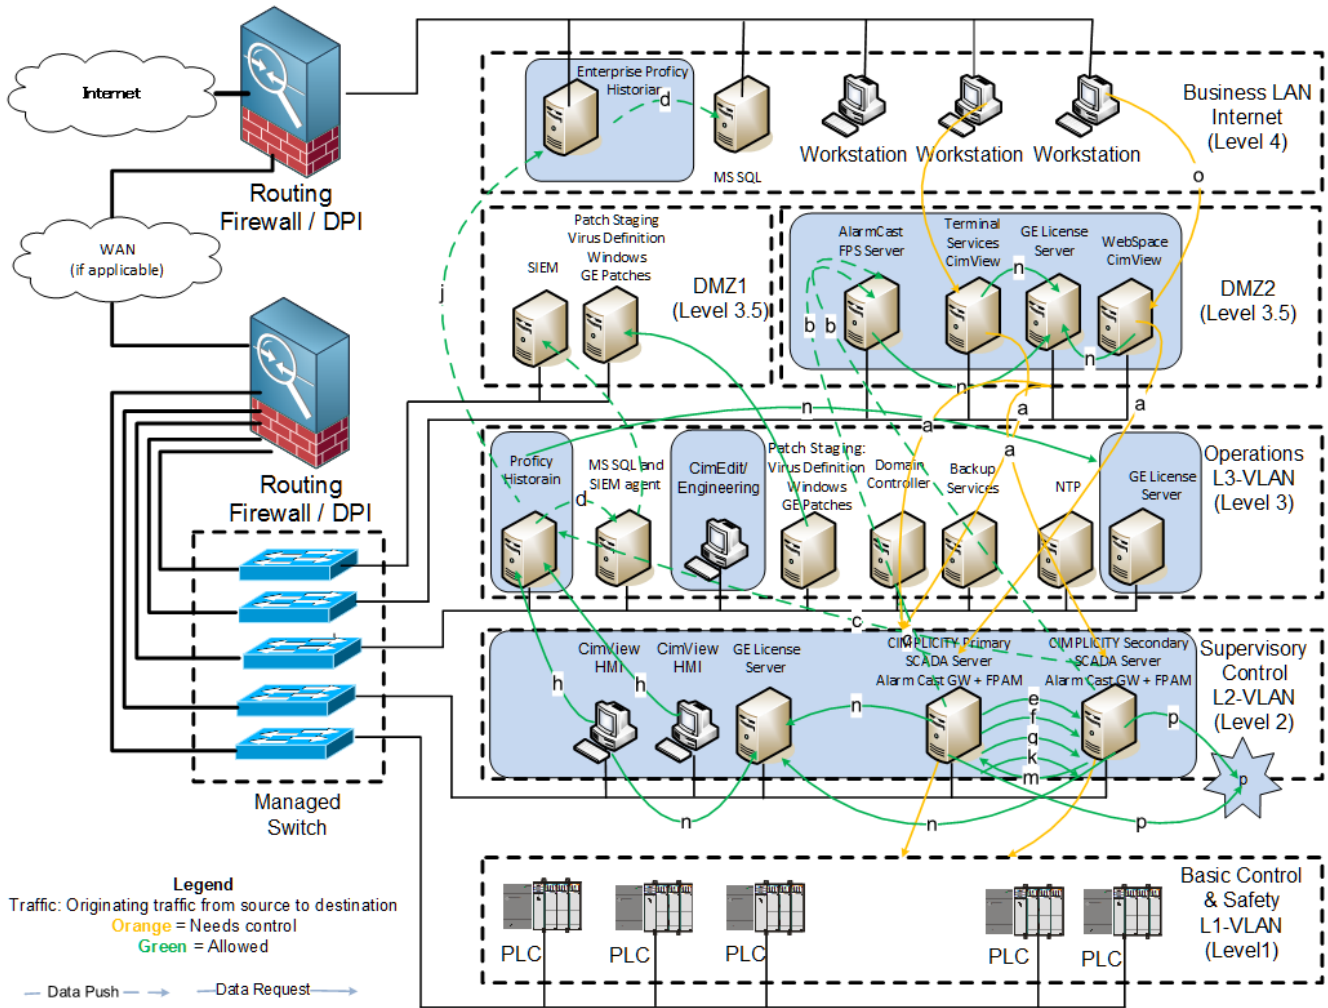 Internet
Routing
Firewall / DPI
WAN
(if applicable)
Routing
Firewall / DPI
Managed
Switch
Legend
Traffic: Originating traffic from source to destination
Orange = Needs control
Green = Allowed
Data Push
Data Request
Enterprise Proficy
Historian
d
MS SQL
Workstation
Workstation
Workstation
Business LAN
Internet
(Level 4)
o
j
SIEM
Patch Staging
Virus Definition
Windows
GE Patches
DMZ1
(Level 3.5)
AlarmCast
FPS Server
Terminal
Services
CimView
GE License
Server
WebSpace
CimView
DMZ2
(Level 3.5)
b
b
n
n
n
a
a
a
a
n
Proficy
Historain
d
MS SQL and
SIEM agent
CimEdit/
Engineering
Patch Staging:
Virus Definition
Windows
GE Patches
Domain
Controller
Backup
Services
NTP
GE License
Server
Operations
L3-VLAN
(Level 3)
c
c
CimView
HMI
CimView
HMI
GE License
Server
CIMPLICITY Primary
SCADA Server
Alarm Cast GW + FPAM
CIMPLICITY Secondary
SCADA Server
Alarm Cast GW + FPAM
Supervisory
Control
L2-VLAN
(Level 2)
h
h
n
e
f
g
k
m
p
p
n
n
p
PLC
PLC
PLC
PLC
PLC
Basic Control
& Safety
L1-VLAN
(Level1)